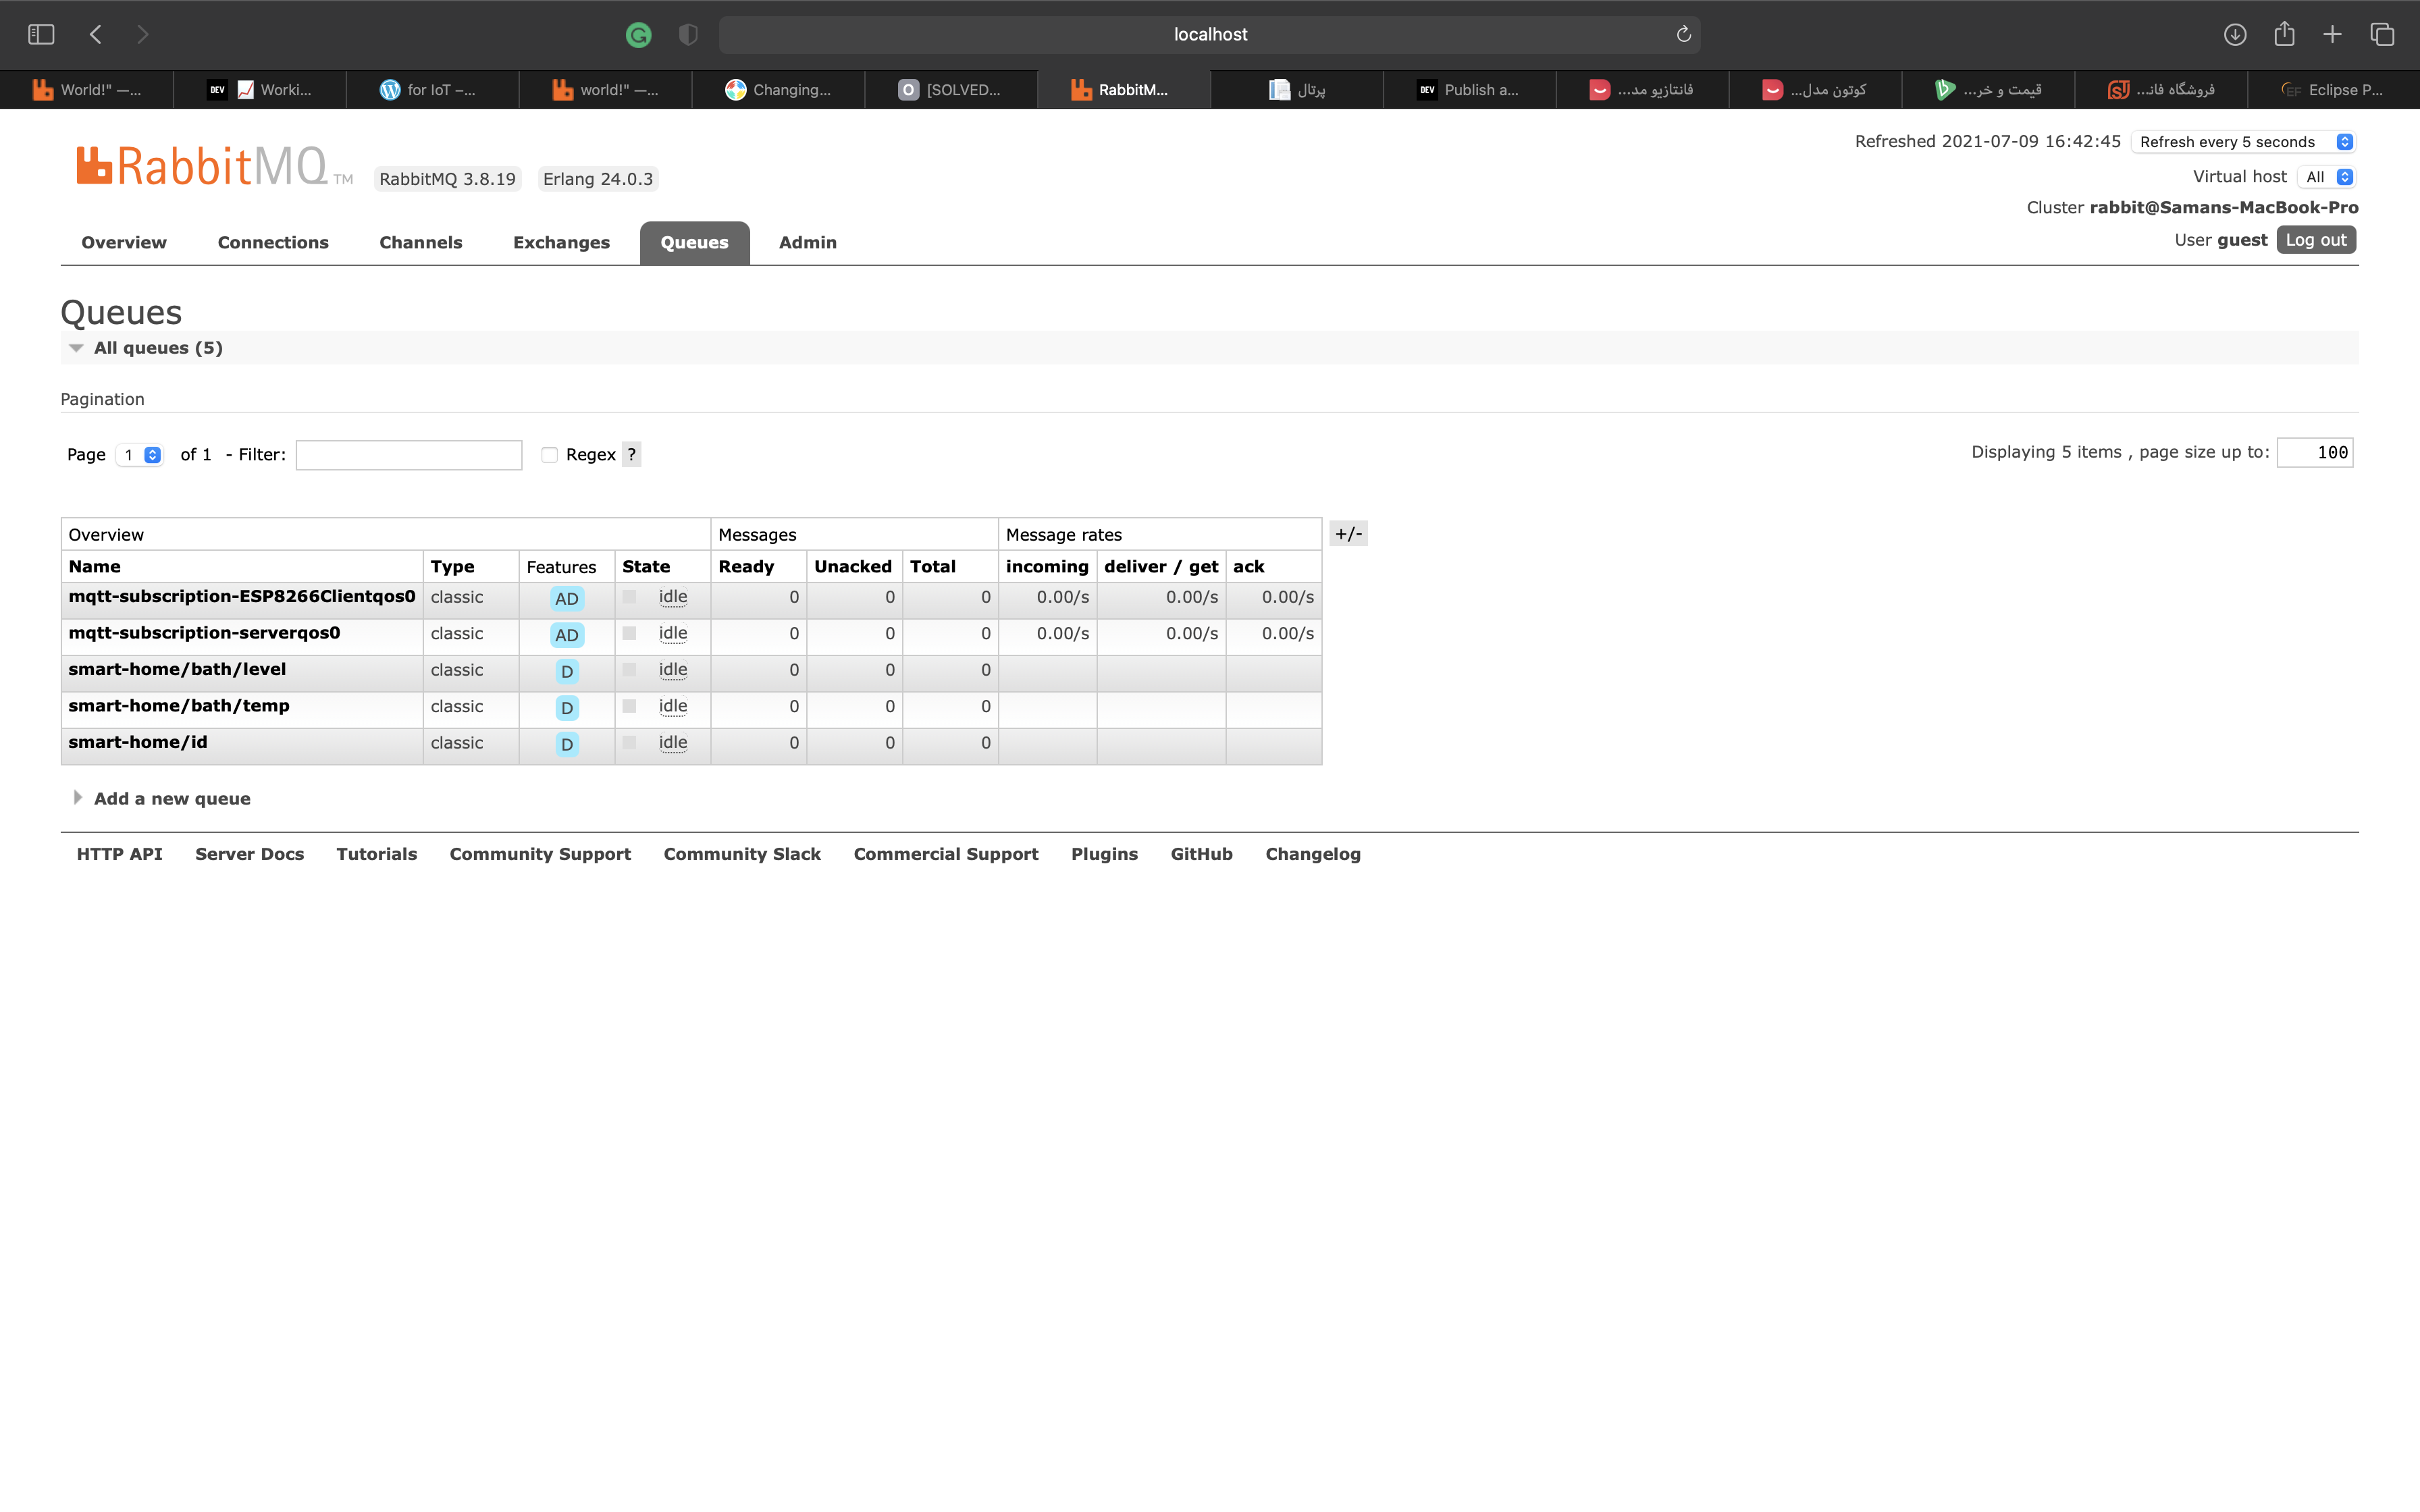 localhost
World!" —...
DEV Worki...
for IoT –...
world!" —...
Changing...
[SOLVED...
RabbitM...
پرتال
DEV Publish a...
فانتازیو مد...
کوتون مدل...
قیمت و خر...
فروشگاه فان...
EF Eclipse P...
RabbitMQ TM RabbitMQ 3.8.19 Erlang 24.0.3
Refreshed 2021-07-09 16:42:45 Refresh every 5 seconds
Virtual host All
Cluster rabbit@Samans-MacBook-Pro
User guest Log out
Overview Connections Channels Exchanges Queues Admin
Queues
All queues (5)
Pagination
Page 1 of 1 - Filter: Regex ? Displaying 5 items , page size up to: 100
Overview Messages Message rates +/-
Name Type Features State Ready Unacked Total incoming deliver / get ack
mqtt-subscription-ESP8266Clientqos0 classic AD idle 0 0 0 0.00/s 0.00/s 0.00/s
mqtt-subscription-serverqos0 classic AD idle 0 0 0 0.00/s 0.00/s 0.00/s
smart-home/bath/level classic D idle 0 0 0
smart-home/bath/temp classic D idle 0 0 0
smart-home/id classic D idle 0 0 0
Add a new queue
HTTP API Server Docs Tutorials Community Support Community Slack Commercial Support Plugins GitHub Changelog